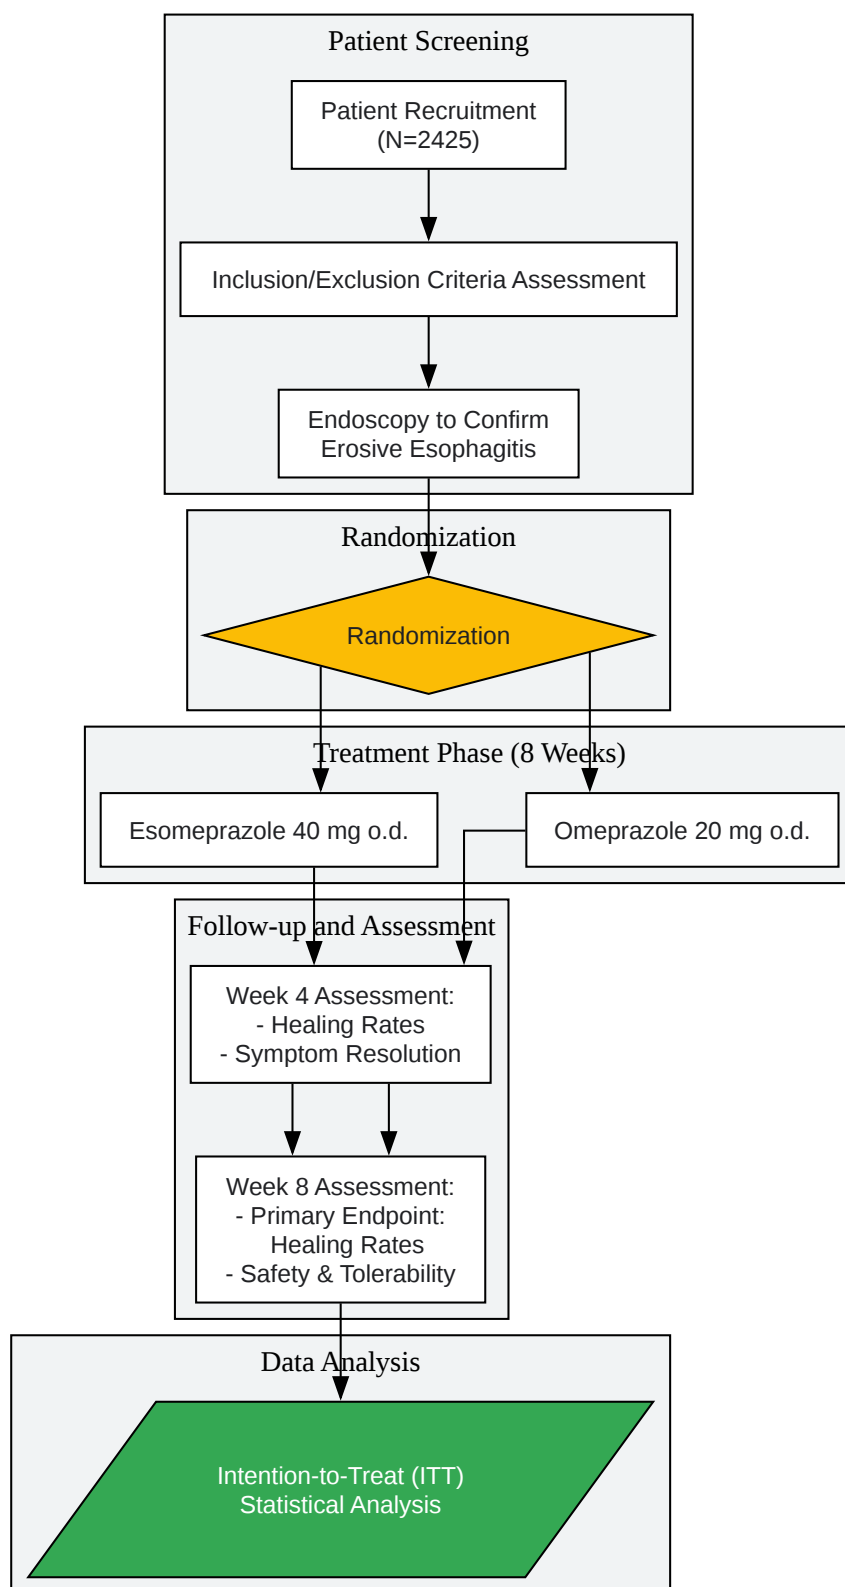 Patient Screening
Patient Recruitment
(N=2425)
Inclusion/Exclusion Criteria Assessment
Endoscopy to Confirm
Erosive Esophagitis
Randomization
Randomization
Treatment Phase (8 Weeks)
Esomeprazole 40 mg o.d.
Omeprazole 20 mg o.d.
Follow-up and Assessment
Week 4 Assessment:
- Healing Rates
- Symptom Resolution
Week 8 Assessment:
- Primary Endpoint:
Healing Rates
- Safety & Tolerability
Data Analysis
Intention-to-Treat (ITT)
Statistical Analysis